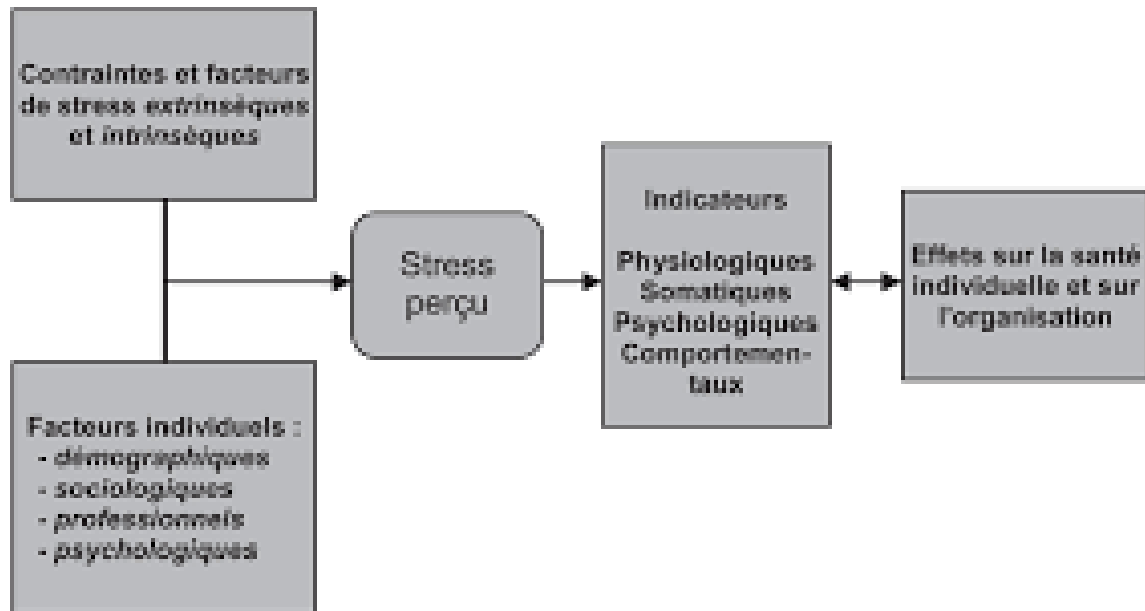 Contraintes et facteurs
de stress extrinsèques
et intrinsèques
Facteurs individuels :
- démographiques
- sociologiques
- professionnels
- psychologiques
Stress
perçu
Indicateurs
Physiologiques
Somatiques
Psychologiques
Comportemen-
taux
Effets sur la santé
individuelle et sur
l'organisation